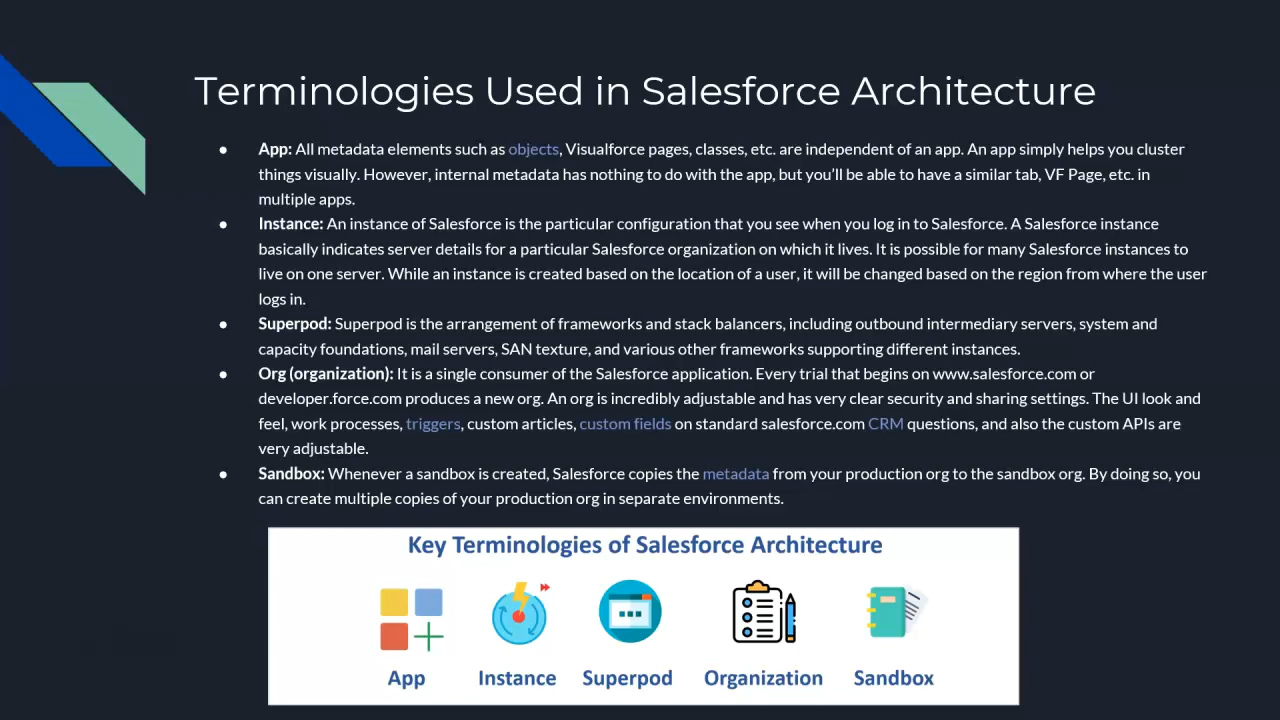 Terminologies Used in Salesforce Architecture
● App: All metadata elements such as objects, Visualforce pages, classes, etc. are independent of an app. An app simply helps you cluster
things visually. However, internal metadata has nothing to do with the app, but you’ll be able to have a similar tab, VF Page, etc. in
multiple apps.
● Instance: An instance of Salesforce is the particular configuration that you see when you log in to Salesforce. A Salesforce instance
basically indicates server details for a particular Salesforce organization on which it lives. It is possible for many Salesforce instances to
live on one server. While an instance is created based on the location of a user, it will be changed based on the region from where the user
logs in.
● Superpod: Superpod is the arrangement of frameworks and stack balancers, including outbound intermediary servers, system and
capacity foundations, mail servers, SAN texture, and various other frameworks supporting different instances.
● Org (organization): It is a single consumer of the Salesforce application. Every trial that begins on www.salesforce.com or
developer.force.com produces a new org. An org is incredibly adjustable and has very clear security and sharing settings. The UI look and
feel, work processes, triggers, custom articles, custom fields on standard salesforce.com CRM questions, and also the custom APIs are
very adjustable.
● Sandbox: Whenever a sandbox is created, Salesforce copies the metadata from your production org to the sandbox org. By doing so, you
can create multiple copies of your production org in separate environments.
Key Terminologies of Salesforce Architecture
App Instance Superpod Organization Sandbox